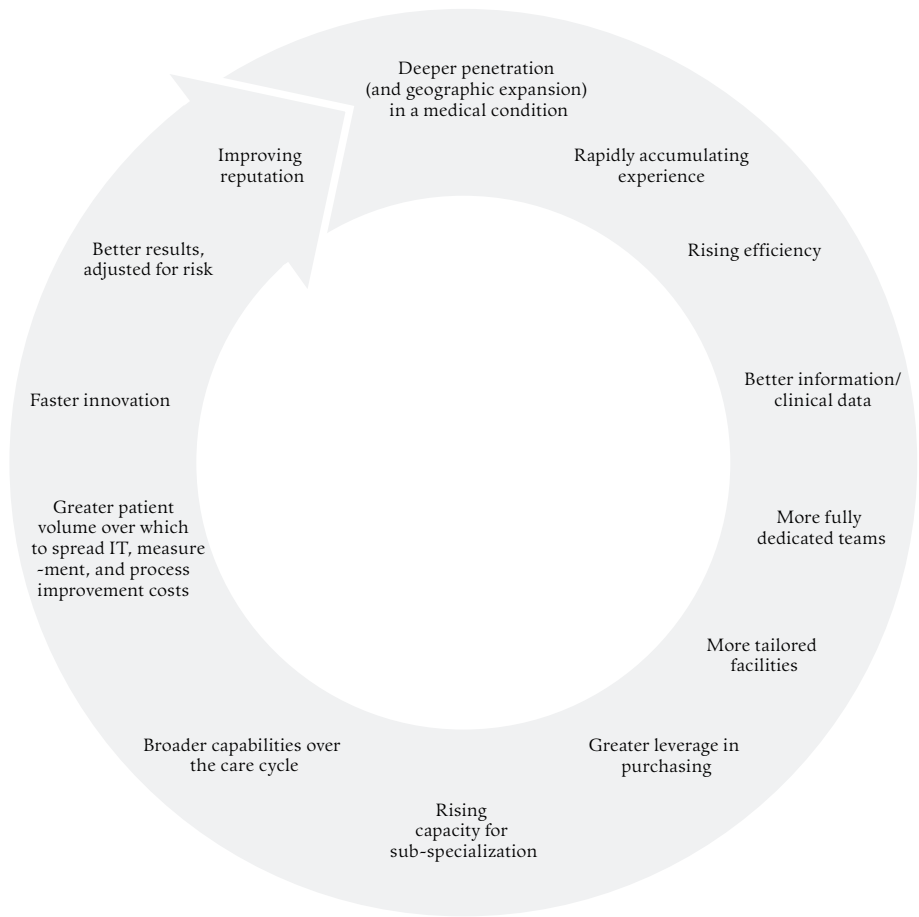 Deeper penetration
(and geographic expansion)
in a medical condition
Rapidly accumulating
experience
Rising efficiency
Better information/
clinical data
More fully
dedicated teams
More tailored
facilities
Greater leverage in
purchasing
Rising
capacity for
sub-specialization
Broader capabilities over
the care cycle
Greater patient
volume over which
to spread IT, measure
-ment, and process
improvement costs
Faster innovation
Better results,
adjusted for risk
Improving
reputation